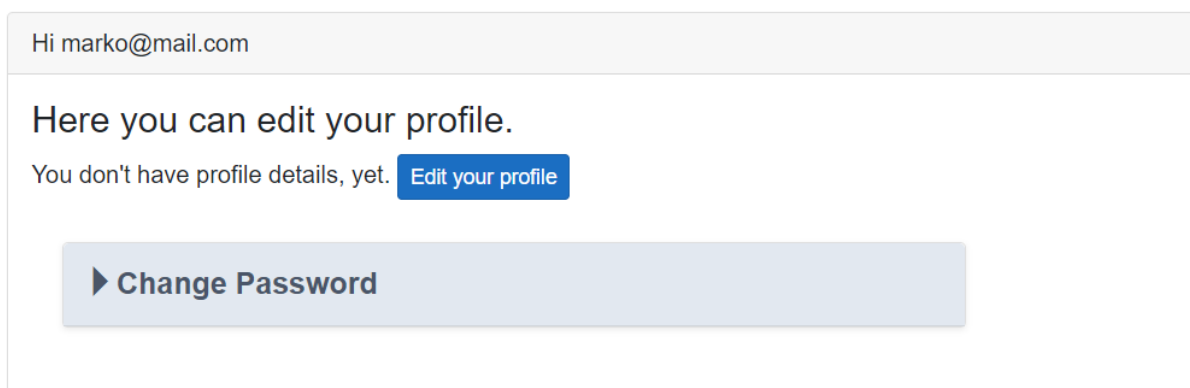 Hi marko@mail.com
Here you can edit your profile.
You don't have profile details, yet. Edit your profile
Change Password